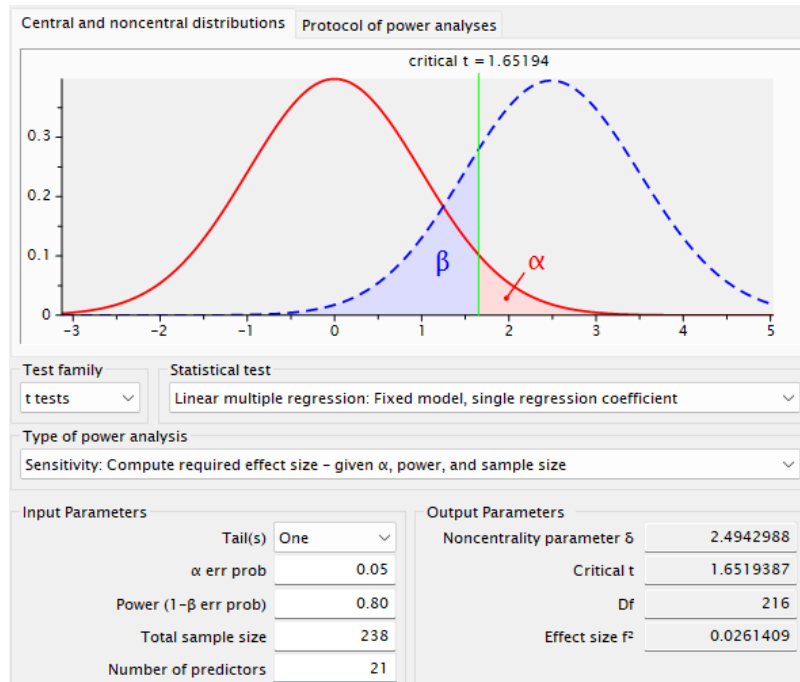 Central and noncentral distributions Protocol of power analyses
critical t = 1.65194
0.3
0.2
β
α
0.1
0
-3 -2 -1 0 1 2 3 4 5
Test family Statistical test
t tests Linear multiple regression: Fixed model, single regression coefficient
Type of power analysis
Sensitivity: Compute required effect size - given α, power, and sample size
Input Parameters Output Parameters
Tail(s) One Noncentrality parameter δ 2.4942988
α err prob 0.05 Critical t 1.6519387
Power (1-β err prob) 0.80 Df 216
Total sample size 238 Effect size f² 0.0261409
Number of predictors 21